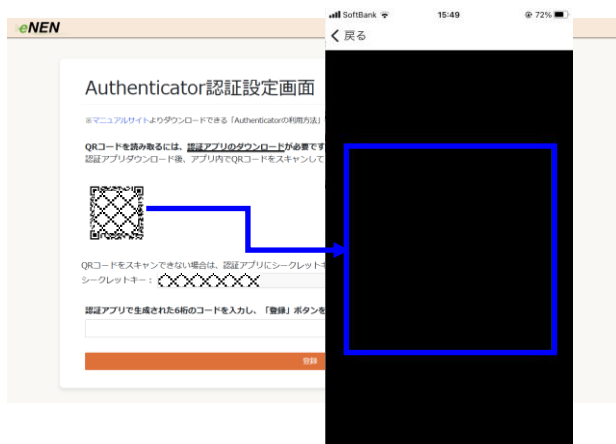 eNEN
SoftBank 15:49 72%
戻る
Authenticator認証設定画面
※マニュアルサイトよりダウンロードできる「Authenticatorの利用方法」
QRコードを読み取るには、認証アプリのダウンロードが必要です
認証アプリダウンロード後、アプリ内でQRコードをスキャンして
QRコードをスキャンできない場合は、認証アプリにシークレットキ
シークレットキー：
認証アプリで生成された6桁のコードを入力し、「登録」ボタンを
登録